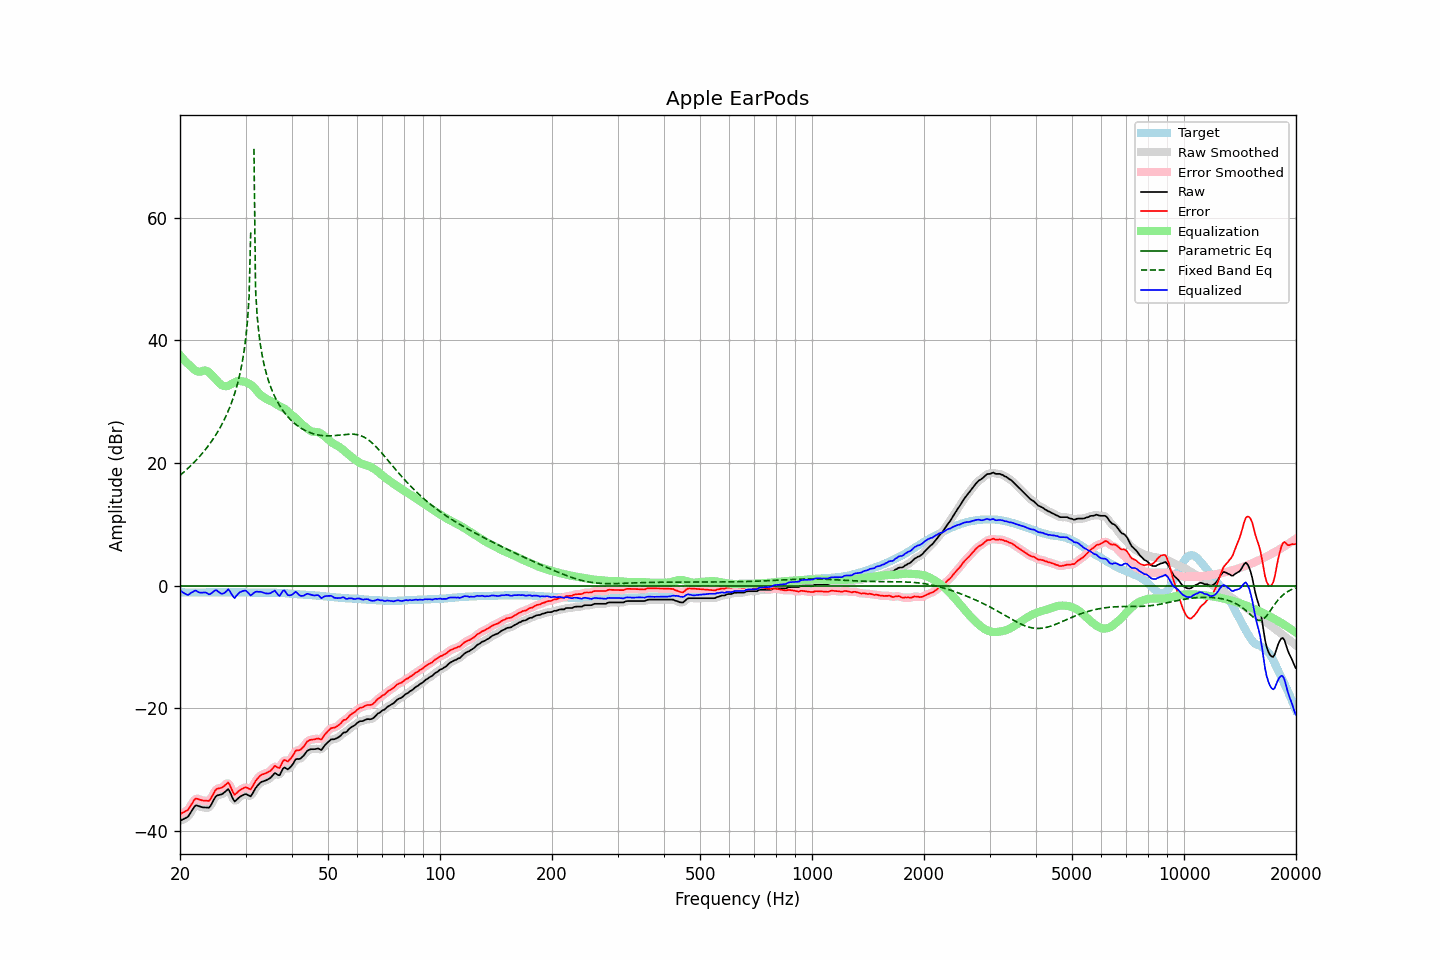 Apple EarPods
Target
Raw Smoothed
Error Smoothed
Raw
Error
Equalization
Parametric Eq
Fixed Band Eq
Equalized
Amplitude (dBr)
60
40
20
0
−20
−40
20
50
100
200
500
1000
2000
5000
10000
20000
Frequency (Hz)